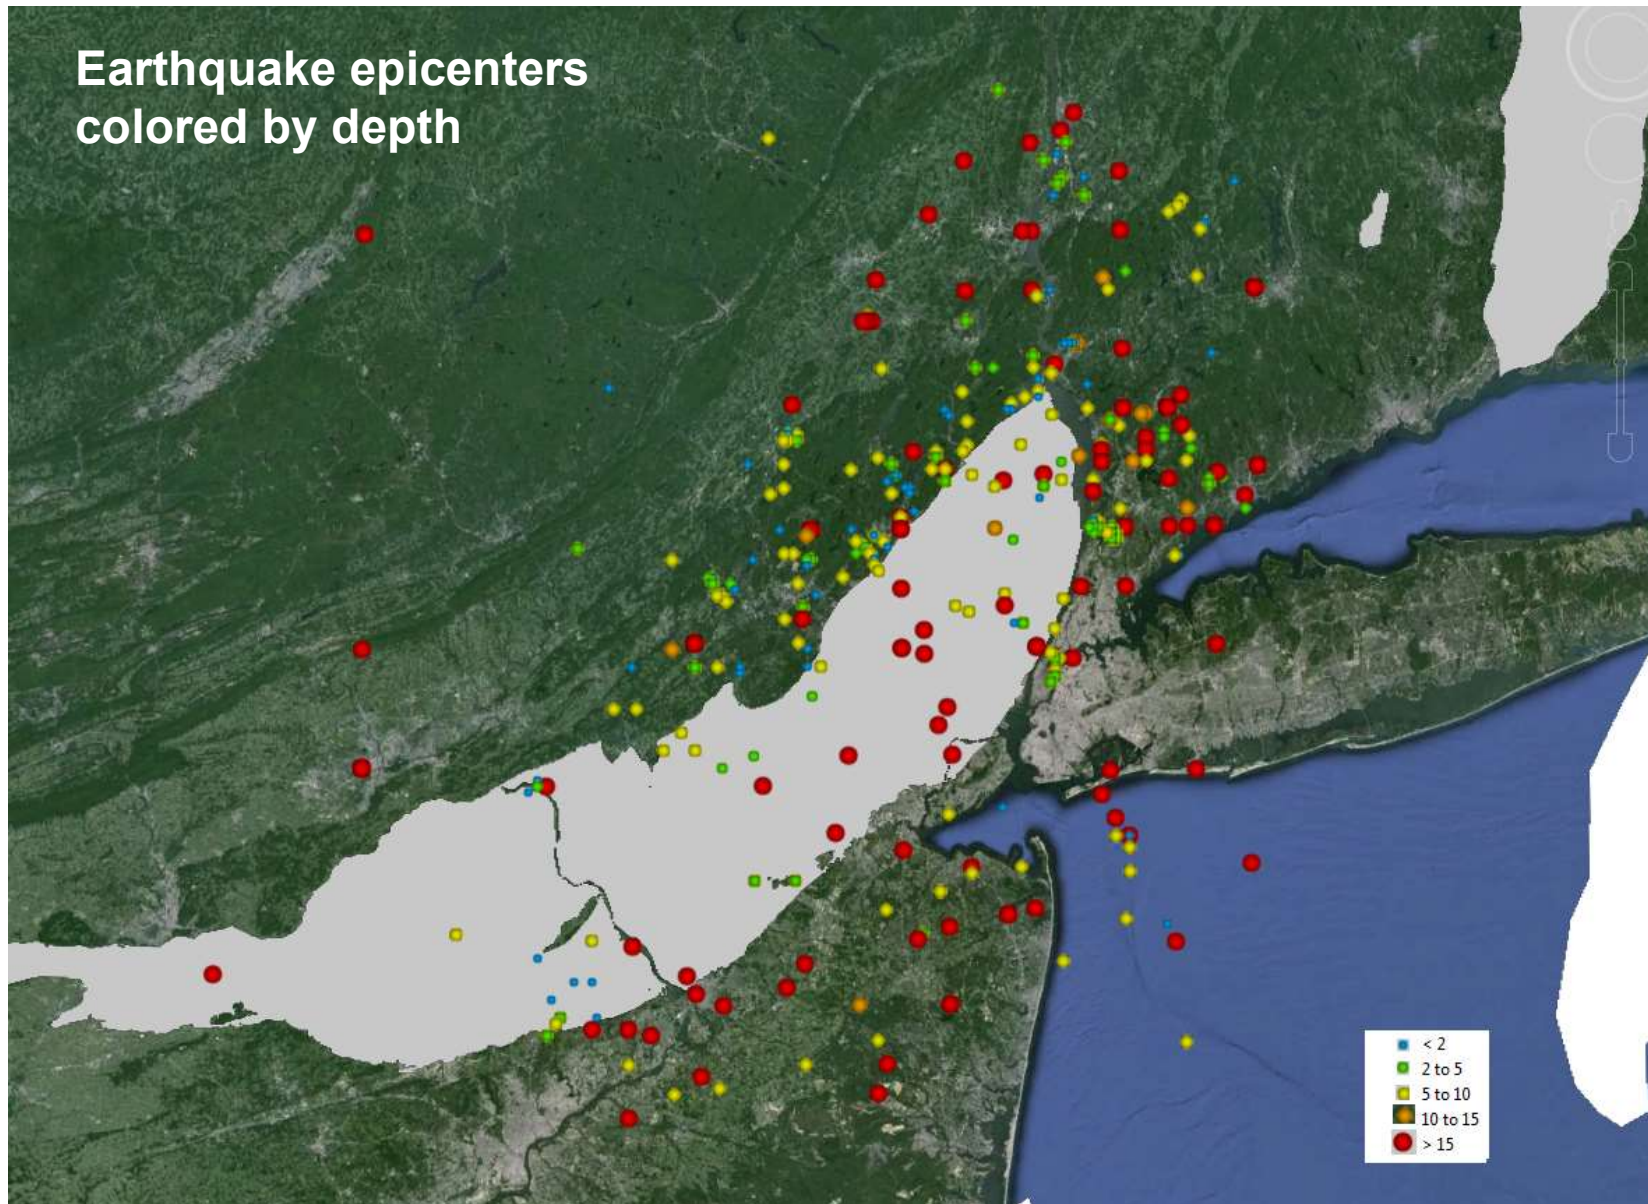 Earthquake epicenters
colored by depth
< 2
2 to 5
5 to 10
10 to 15
> 15